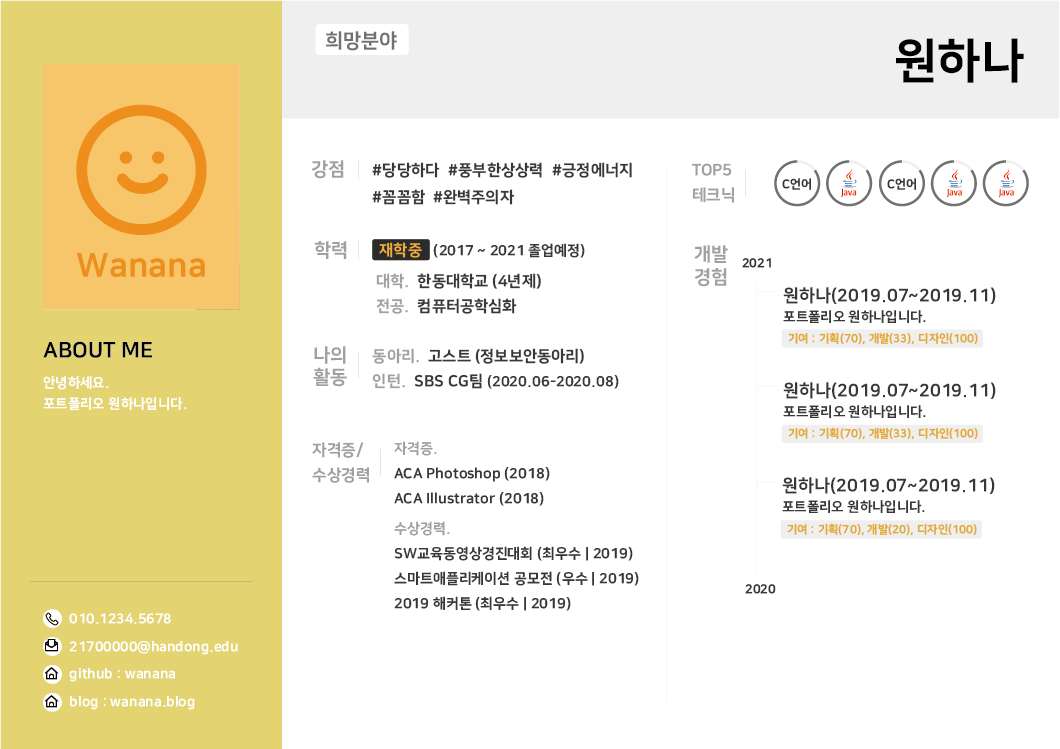 Wanana
ABOUT ME
안녕하세요.
포트폴리오 원하나입니다.
010.1234.5678
21700000@handong.edu
github : wanana
blog : wanana.blog
희망분야
원하나
강점
#당당하다 #풍부한상상력 #긍정에너지
#꼼꼼함 #완벽주의자
학력
재학중 (2017 ~ 2021 졸업예정)
대학. 한동대학교 (4년제)
전공. 컴퓨터공학심화
나의
활동
동아리. 고스트 (정보보안동아리)
인턴. SBS CG팀 (2020.06-2020.08)
자격증/
수상경력
자격증.
ACA Photoshop (2018)
ACA Illustrator (2018)
수상경력.
SW교육동영상경진대회 (최우수 | 2019)
스마트애플리케이션 공모전 (우수 | 2019)
2019 해커톤 (최우수 | 2019)
TOP5
테크닉
C언어 Java C언어 Java Java
개발
경험
2021
원하나(2019.07~2019.11)
포트폴리오 원하나입니다.
기여 : 기획(70), 개발(33), 디자인(100)
원하나(2019.07~2019.11)
포트폴리오 원하나입니다.
기여 : 기획(70), 개발(33), 디자인(100)
원하나(2019.07~2019.11)
포트폴리오 원하나입니다.
기여 : 기획(70), 개발(20), 디자인(100)
2020